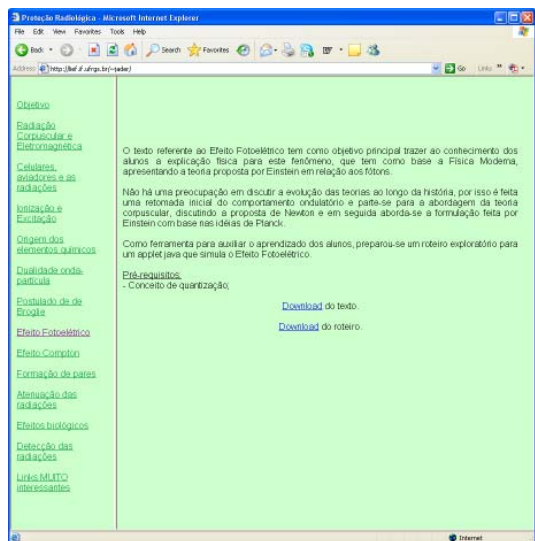 Proteção Radiológica - Microsoft Internet Explorer
File Edit View Favorites Tools Help
Back Search Favorites
Address http://lief.if.ufrgs.br/~jader/ Go Links »
Objetivo
Radiação
Corpuscular e
Eletromagnética
Celulares,
aviadores e as
radiações
Ionização e
Excitação
Origem dos
elementos químicos
Dualidade onda-
partícula
Postulado de de
Broglie
Efeito Fotoelétrico
Efeito Compton
Formação de pares
Atenuação das
radiações
Efeitos biológicos
Detecção das
radiações
Links MUITO
interessantes
O texto referente ao Efeito Fotoelétrico tem como objetivo principal trazer ao conhecimento dos
alunos a explicação física para este fenômeno, que tem como base a Física Moderna,
apresentando a teoria proposta por Einstein em relação aos fótons.
Não há uma preocupação em discutir a evolução das teorias ao longo da história, por isso é feita
uma retomada inicial do comportamento ondulatório e parte-se para a abordagem da teoria
corpuscular, discutindo a proposta de Newton e em seguida aborda-se a formulação feita por
Einstein com base nas idéias de Planck.
Como ferramenta para auxiliar o aprendizado dos alunos, preparou-se um roteiro exploratório para
um applet java que simula o Efeito Fotoelétrico.
Pré-requisitos:
- Conceito de quantização;
Download do texto.
Download do roteiro.
Internet